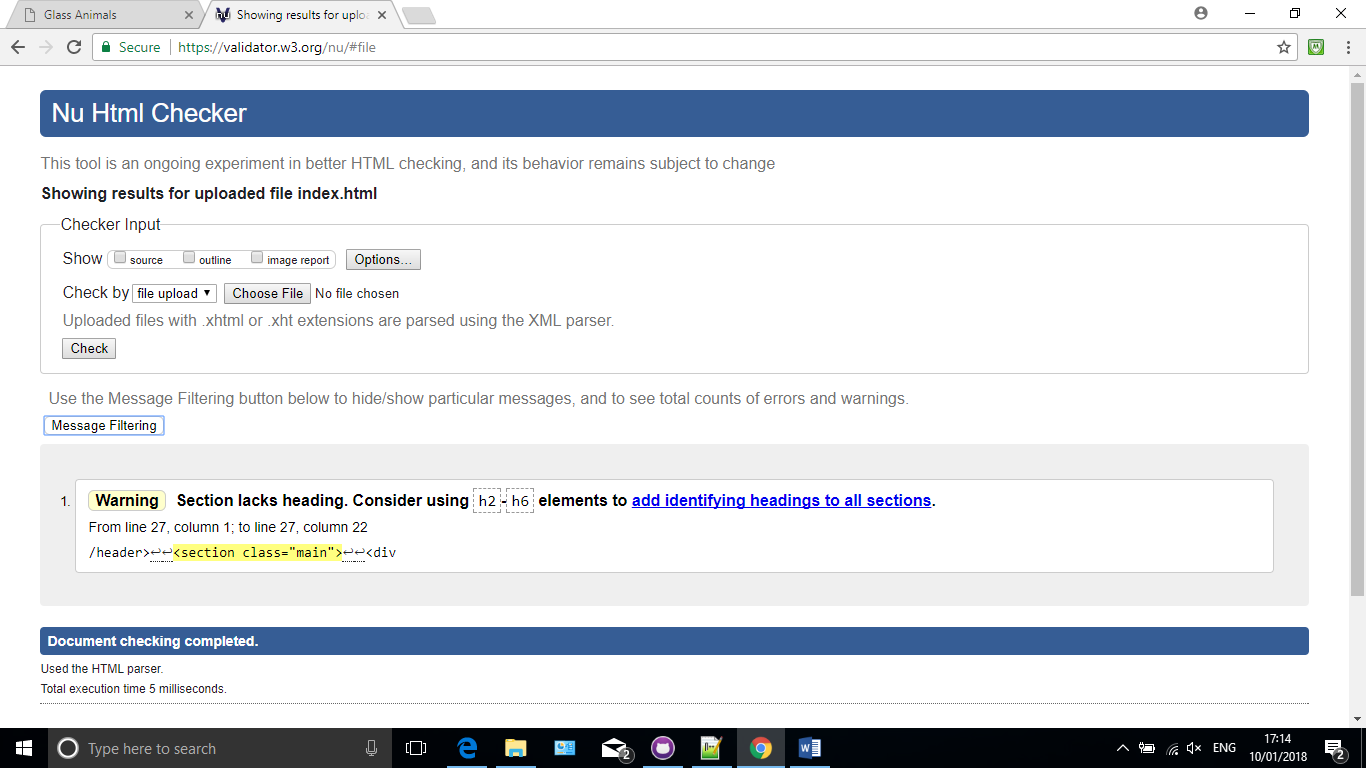 Glass Animals
Showing results for uplo
Secure https://validator.w3.org/nu/#file
Nu Html Checker
This tool is an ongoing experiment in better HTML checking, and its behavior remains subject to change
Showing results for uploaded file index.html
Checker Input
Show source outline image report Options...
Check by file upload Choose File No file chosen
Uploaded files with .xhtml or .xht extensions are parsed using the XML parser.
Check
Use the Message Filtering button below to hide/show particular messages, and to see total counts of errors and warnings.
Message Filtering
1. Warning Section lacks heading. Consider using h2-h6 elements to add identifying headings to all sections.
From line 27, column 1; to line 27, column 22
/header>↩↩<section class="main">↩↩<div
Document checking completed.
Used the HTML parser.
Total execution time 5 milliseconds.
Type here to search
2
ENG
17:14
10/01/2018
2